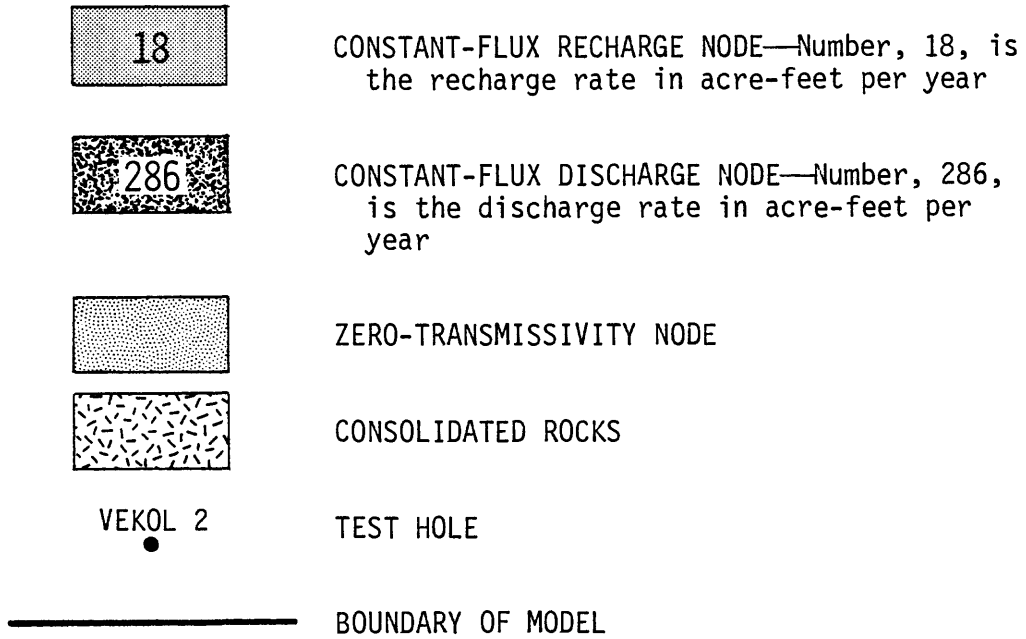 18
CONSTANT-FLUX RECHARGE NODE—Number, 18, is
the recharge rate in acre-feet per year
286
CONSTANT-FLUX DISCHARGE NODE—Number, 286,
is the discharge rate in acre-feet per
year
ZERO-TRANSMISSIVITY NODE
CONSOLIDATED ROCKS
VEKOL 2
TEST HOLE
BOUNDARY OF MODEL